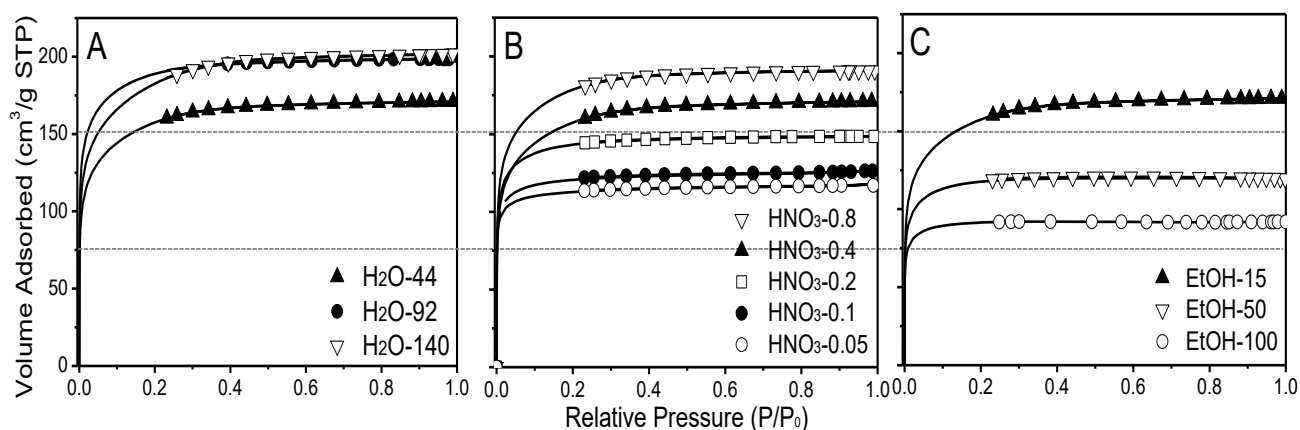 A
B
C
Volume Adsorbed (cm³/g STP)
200
150
100
50
0
H2O-44
H2O-92
H2O-140
HNO3-0.8
HNO3-0.4
HNO3-0.2
HNO3-0.1
HNO3-0.05
EtOH-15
EtOH-50
EtOH-100
0.0 0.2 0.4 0.6 0.8 1.0 0.0 0.2 0.4 0.6 0.8 1.0 0.0 0.2 0.4 0.6 0.8 1.0
Relative Pressure (P/P₀)